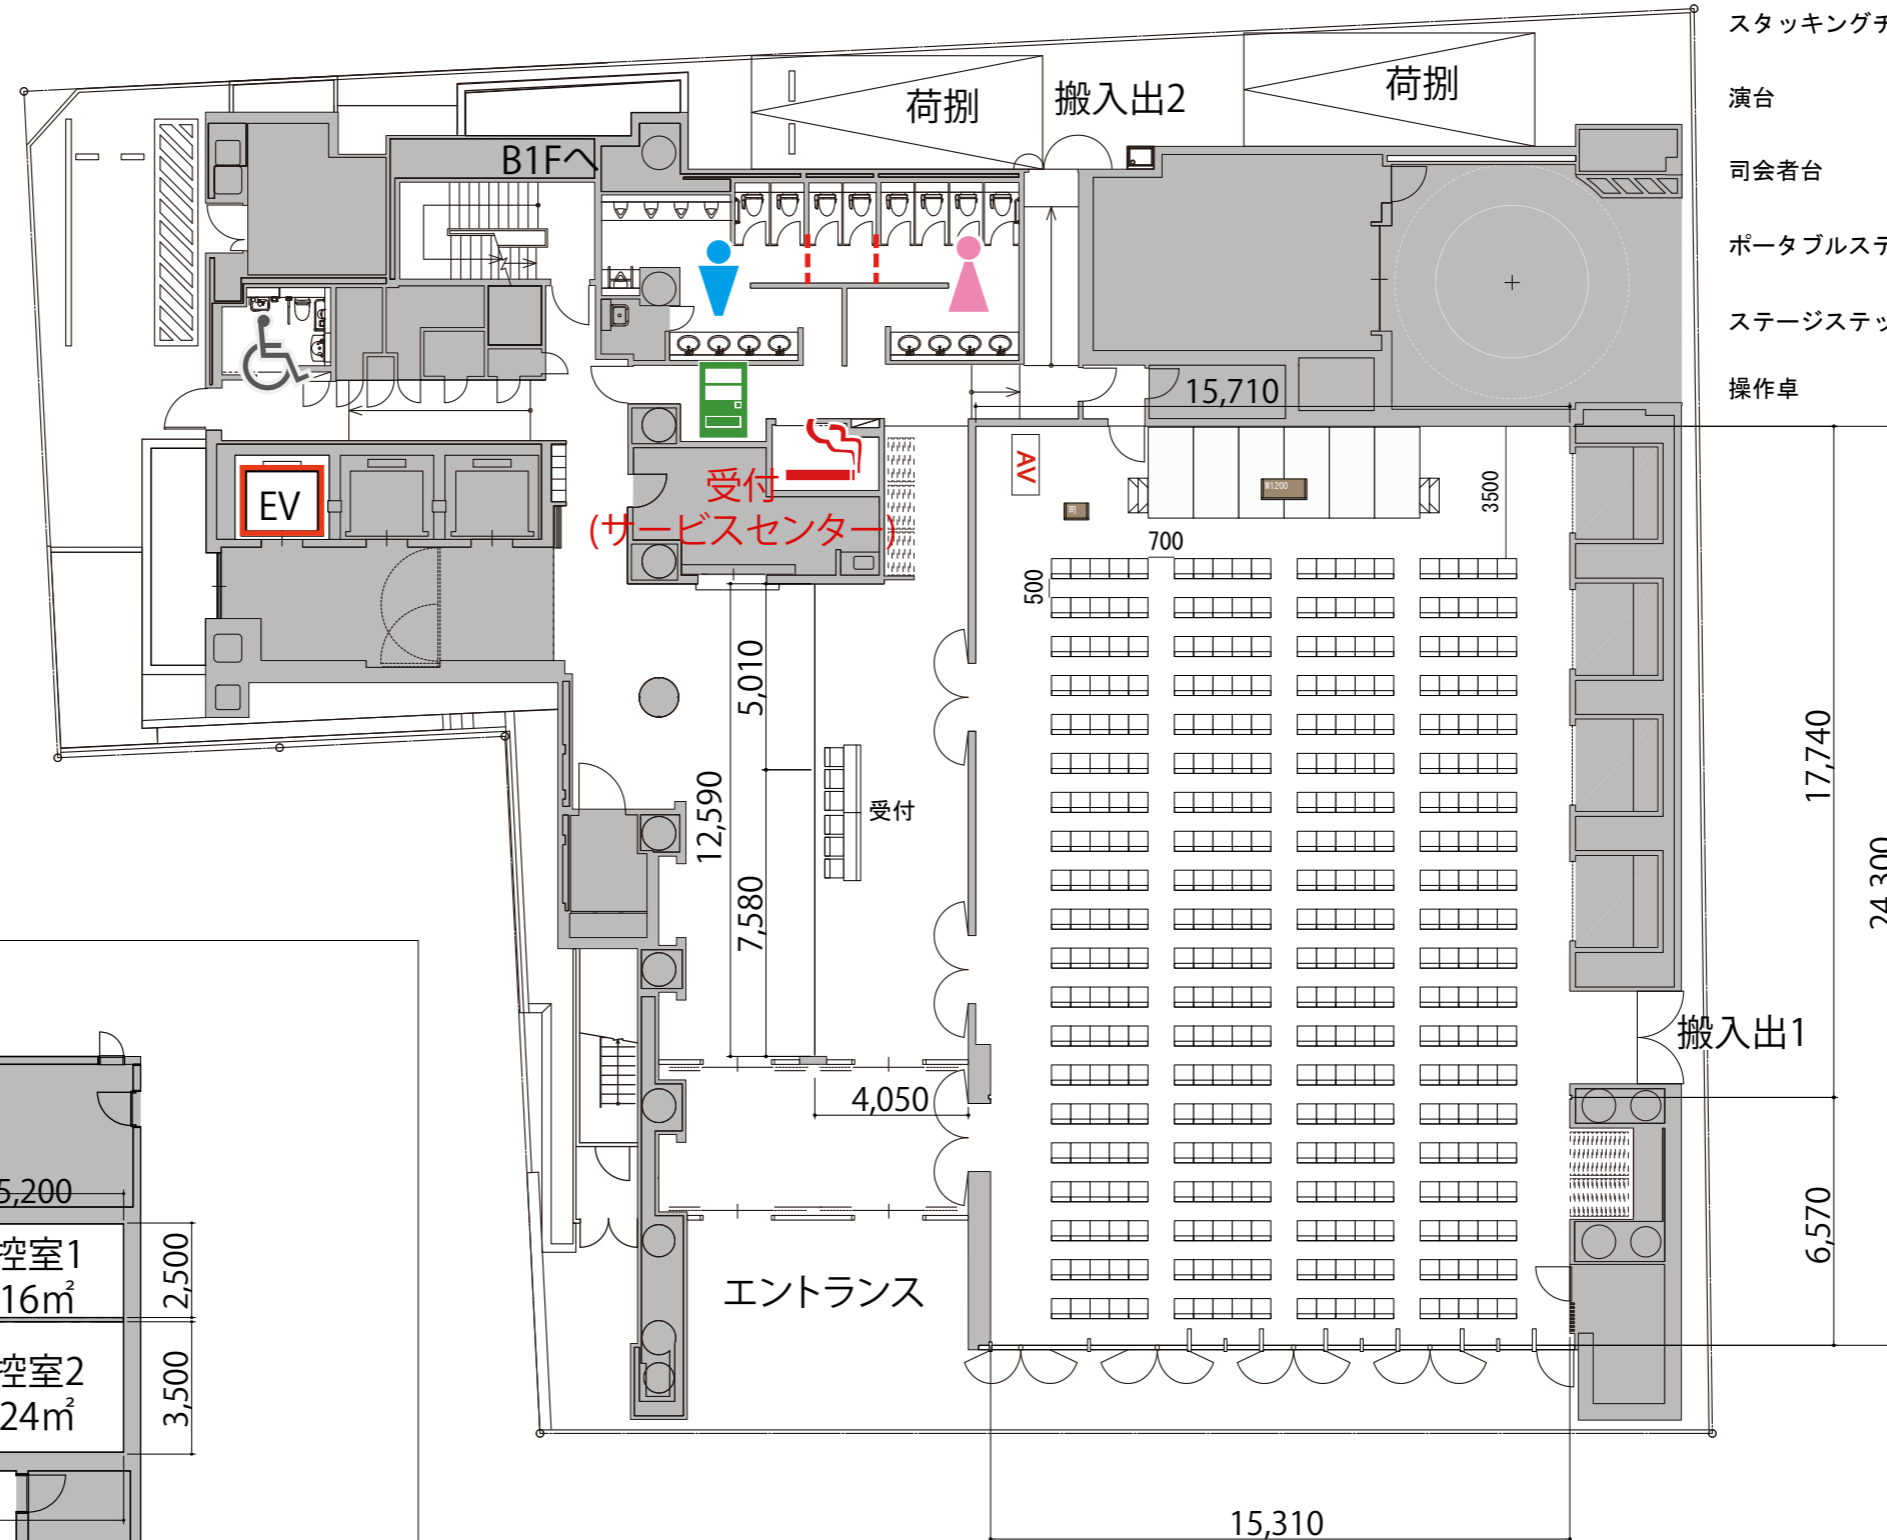 スタッキングチ
荷捌
搬入出2
荷捌
演台
B1Fへ
司会者台
ポータブルステ
ステージステッ
操作卓
15,710
AV
EV
受付
(サービスセンター)
W1200
司
3500
700
500
5,010
12,590
7,580
受付
17,740
24,300
搬入出1
4,050
6,570
エントランス
5,200
控室1
16㎡
2,500
控室2
24㎡
3,500
15,310